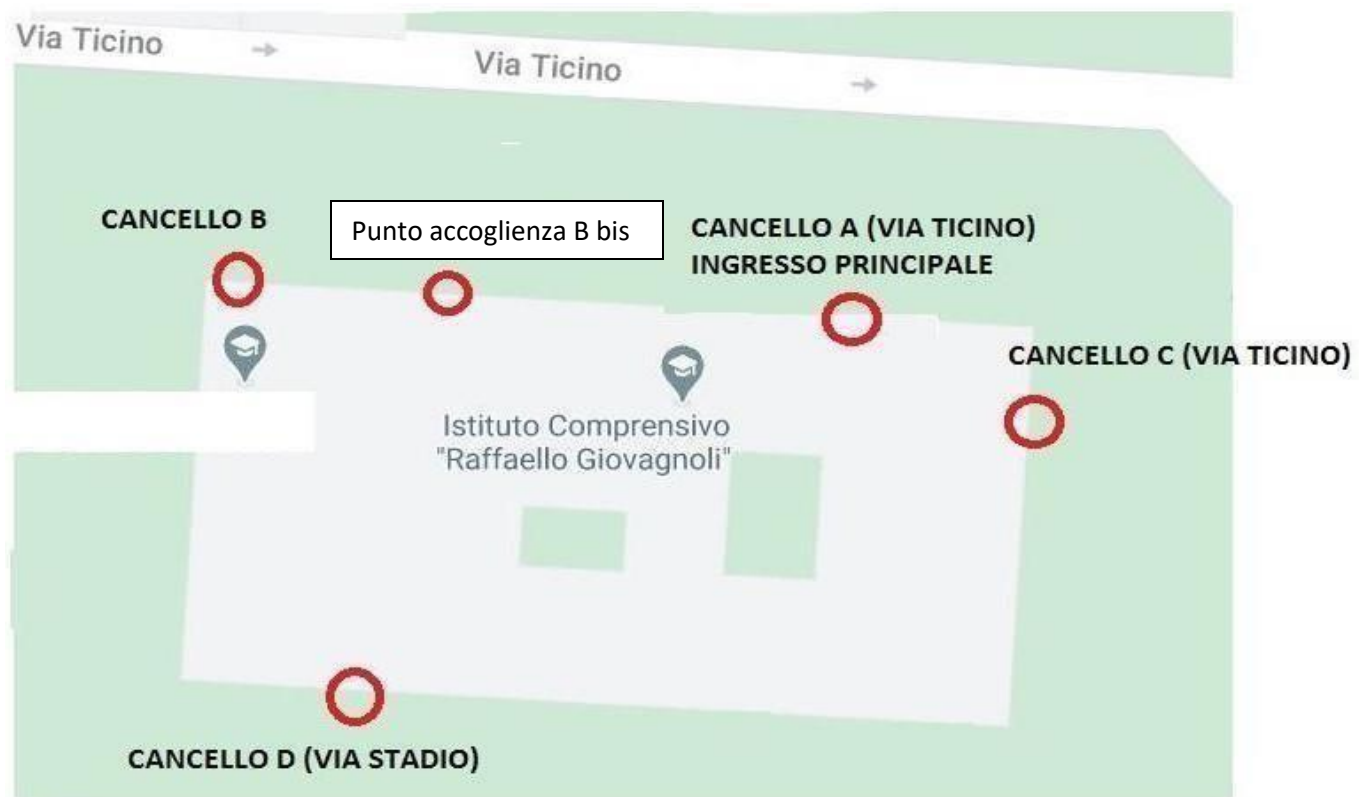 Via Ticino
Via Ticino
CANCELLO B
Punto accoglienza B bis
CANCELLO A (VIA TICINO)
INGRESSO PRINCIPALE
CANCELLO C (VIA TICINO)
Istituto Comprensivo
"Raffaello Giovagnoli"
CANCELLO D (VIA STADIO)